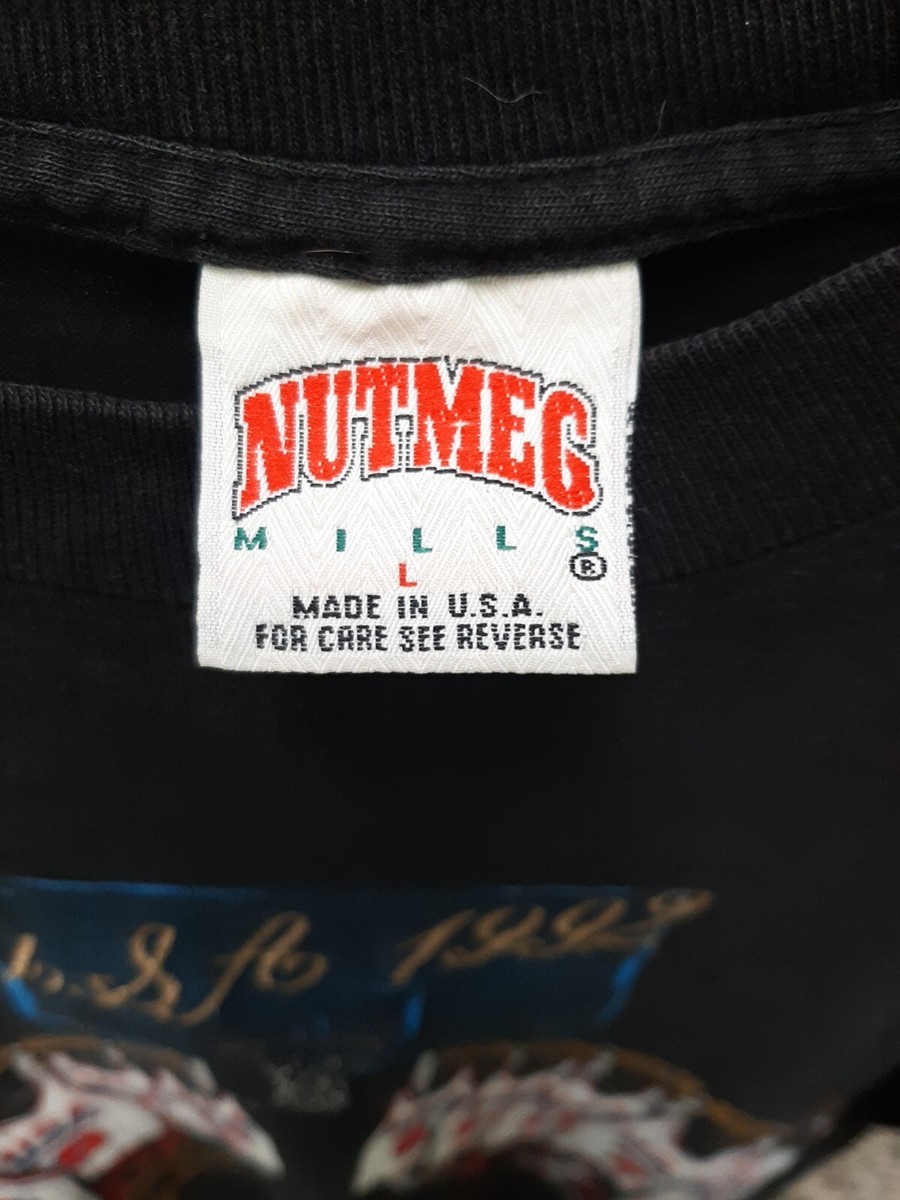 NUTMEG
MILLS
®
L
MADE IN U.S.A.
FOR CARE SEE REVERSE